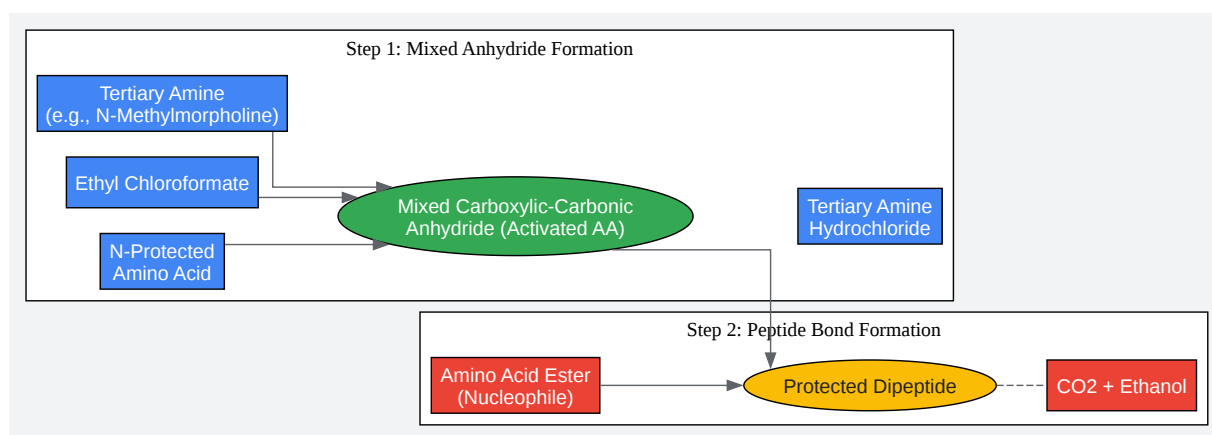 Step 1: Mixed Anhydride Formation
Tertiary Amine
(e.g., N-Methylmorpholine)
Ethyl Chloroformate
N-Protected
Amino Acid
Mixed Carboxylic-Carbonic
Anhydride (Activated AA)
Tertiary Amine
Hydrochloride
Step 2: Peptide Bond Formation
Amino Acid Ester
(Nucleophile)
Protected Dipeptide
CO2 + Ethanol